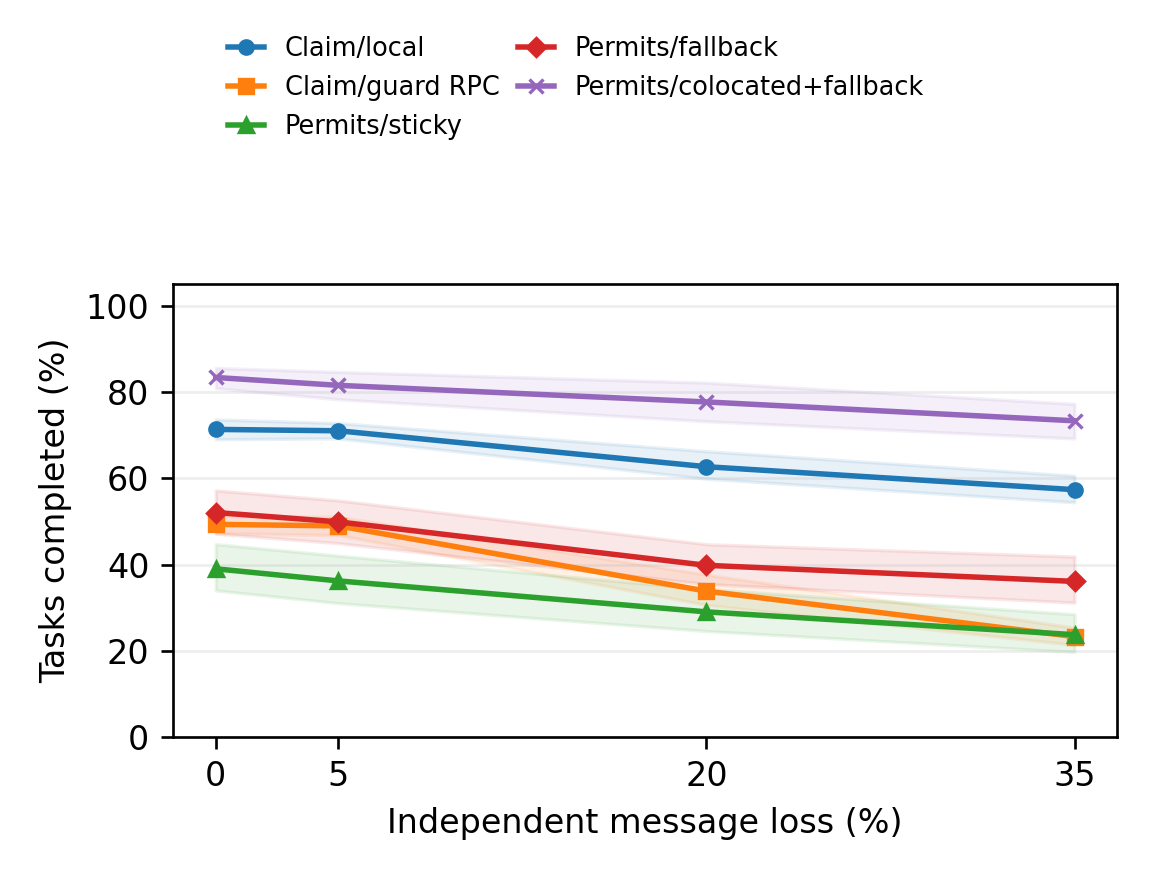 Claim/local
Claim/guard RPC
Permits/sticky
Permits/fallback
Permits/colocated+fallback
Tasks completed (%)
100
80
60
40
20
0
0 5 20 35
Independent message loss (%)